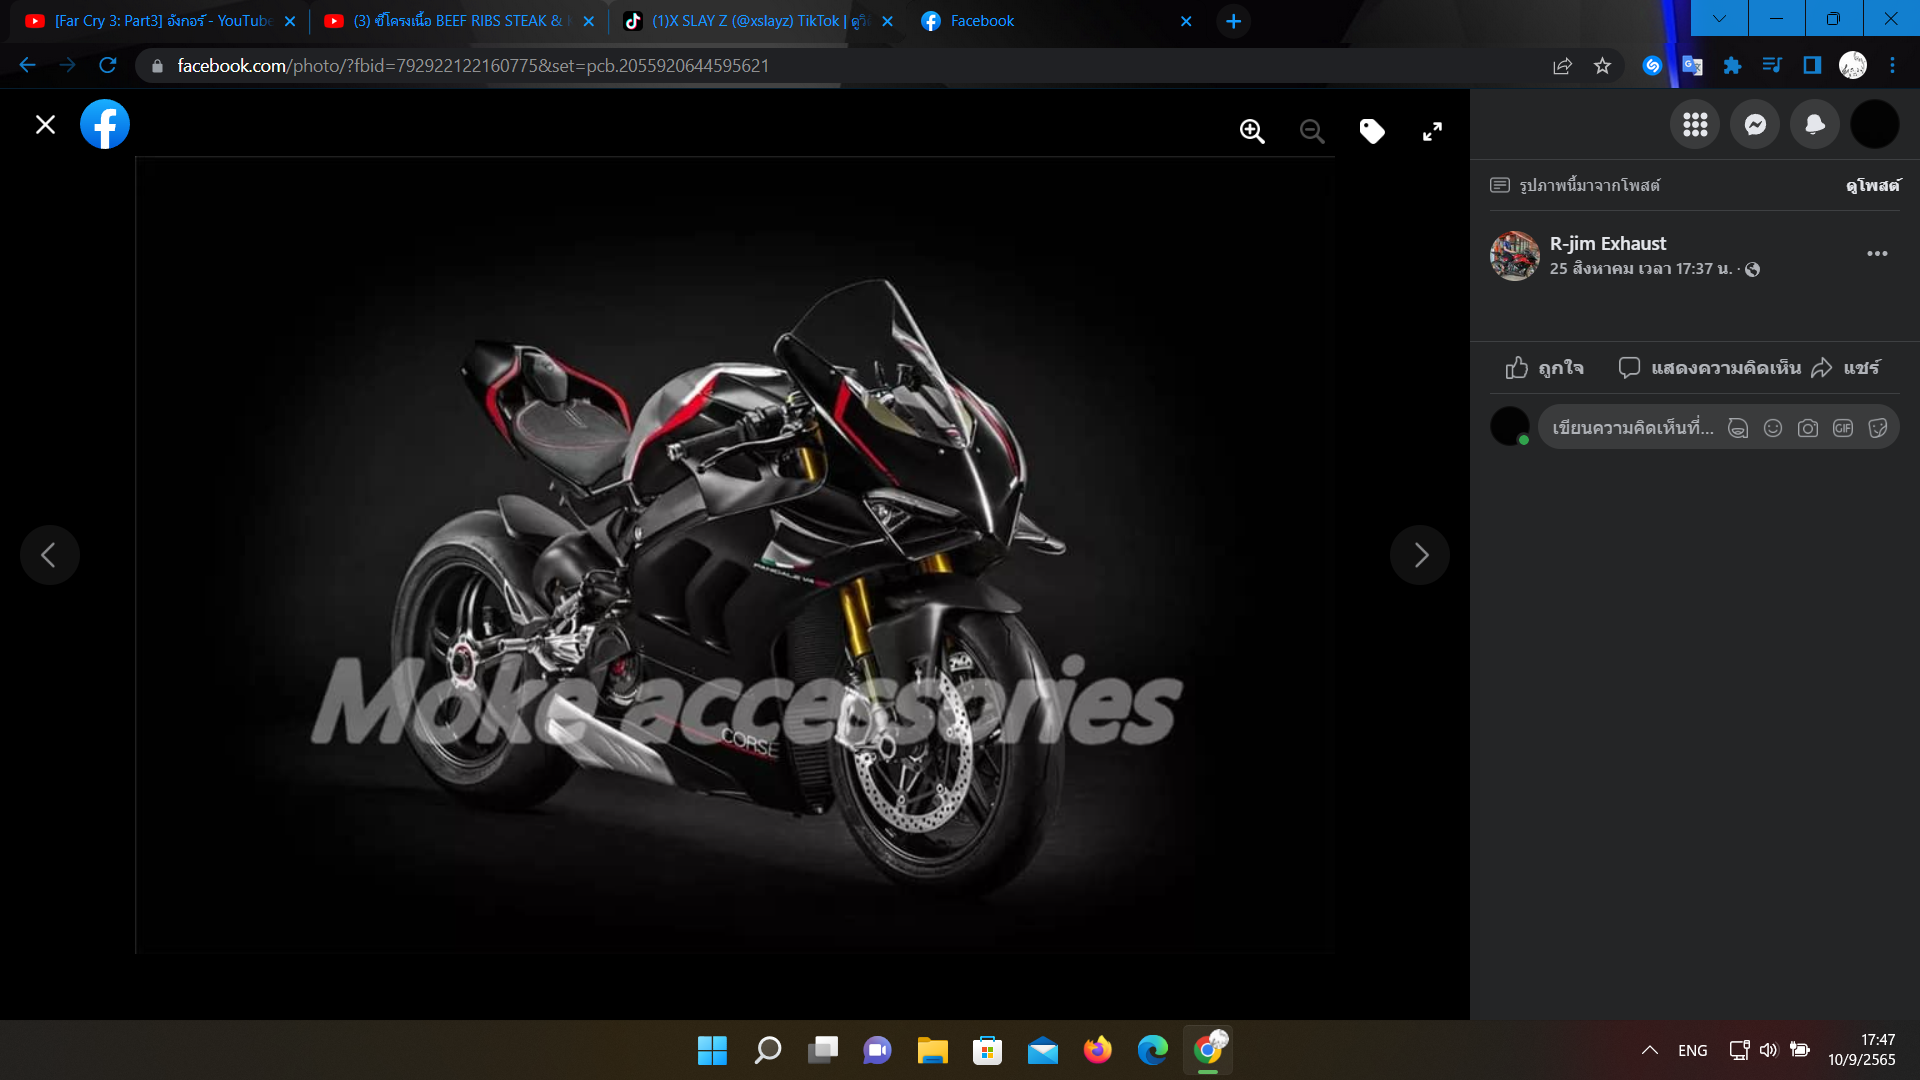 [Far Cry 3: Part3] อังกอร์ - YouTube
(3) ซี่โครงเนื้อ BEEF RIBS STEAK &
(1)X SLAY Z (@xslayz) TikTok | ดูวิ
Facebook
facebook.com/photo/?fbid=792922122160775&set=pcb.2055920644595621
รูปภาพนี้มาจากโพสต์
ดูโพสต์
R-jim Exhaust
25 สิงหาคม เวลา 17:37 น. ·
ถูกใจ
แสดงความคิดเห็น
แชร์
เขียนความคิดเห็นที่...
GIF
PANIGALE V4
Moke accessories
CORSE
ENG
17:47
10/9/2565